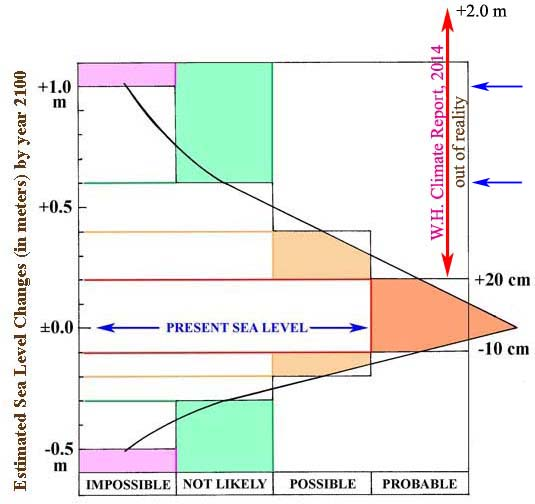 +2.0 m
Estimated Sea Level Changes (in meters) by year 2100
+1.0
m
W.H. Climate Report, 2014
out of reality
+0.5
+20 cm
±0.0
PRESENT SEA LEVEL
-10 cm
-0.5
m
IMPOSSIBLE NOT LIKELY POSSIBLE PROBABLE